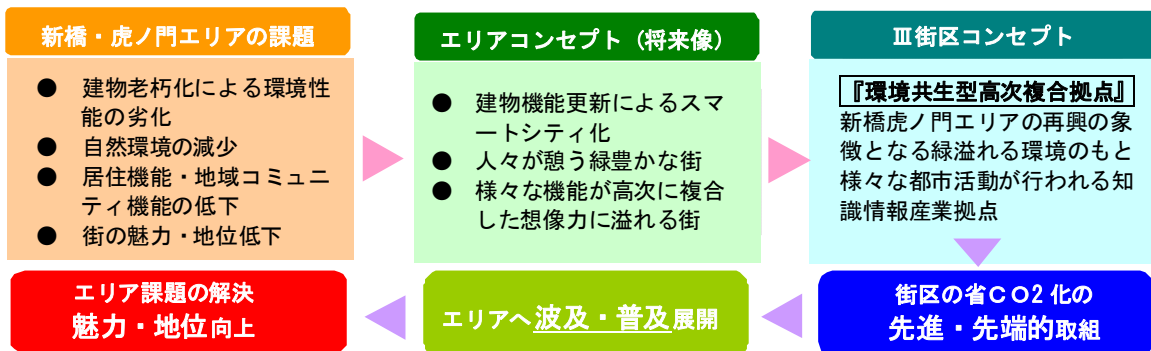 新橋・虎ノ門エリアの課題
● 建物老朽化による環境性
能の劣化
● 自然環境の減少
● 居住機能・地域コミュニ
ティ機能の低下
● 街の魅力・地位低下
エリアコンセプト（将来像）
● 建物機能更新によるスマ
ートシティ化
● 人々が憩う緑豊かな街
● 様々な機能が高次に複合
した想像力に溢れる街
Ⅲ街区コンセプト
『環境共生型高次複合拠点』
新橋虎ノ門エリアの再興の象
徴となる緑溢れる環境のもと
様々な都市活動が行われる知
識情報産業拠点
街区の省ＣＯ2 化の
先進・先端的取組
エリアへ波及・普及展開
エリア課題の解決
魅力・地位向上